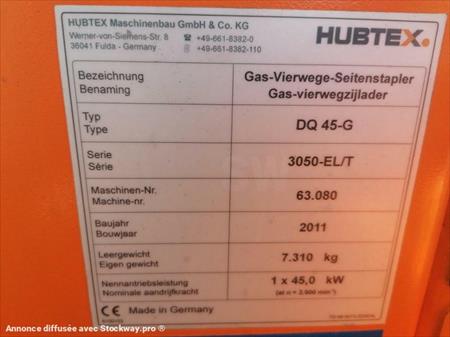 HUBTEX Maschinenbau GmbH & Co. KG
Werner-von-Siemens-Str. 8 ☎ +49-661-8382-0
36041 Fulda - Germany +49-661-8382-110
HUBTEX.
Bezeichnung Gas-Vierwege-Seitenstapler
Benaming Gas-vierwegzijlader
Typ DQ 45-G
Type
Serie 3050-EL/T
Série
Maschinen-Nr. 63.080
Machine-nr.
Baujahr 2011
Bouwjaar
Leergewicht 7.310 kg
Eigen gewicht
Nennantriebsleistung 1 x 45,0 kW
Nominale aandrijfkracht
CE Made in Germany
Annonce diffusée avec Stockway.pro ®